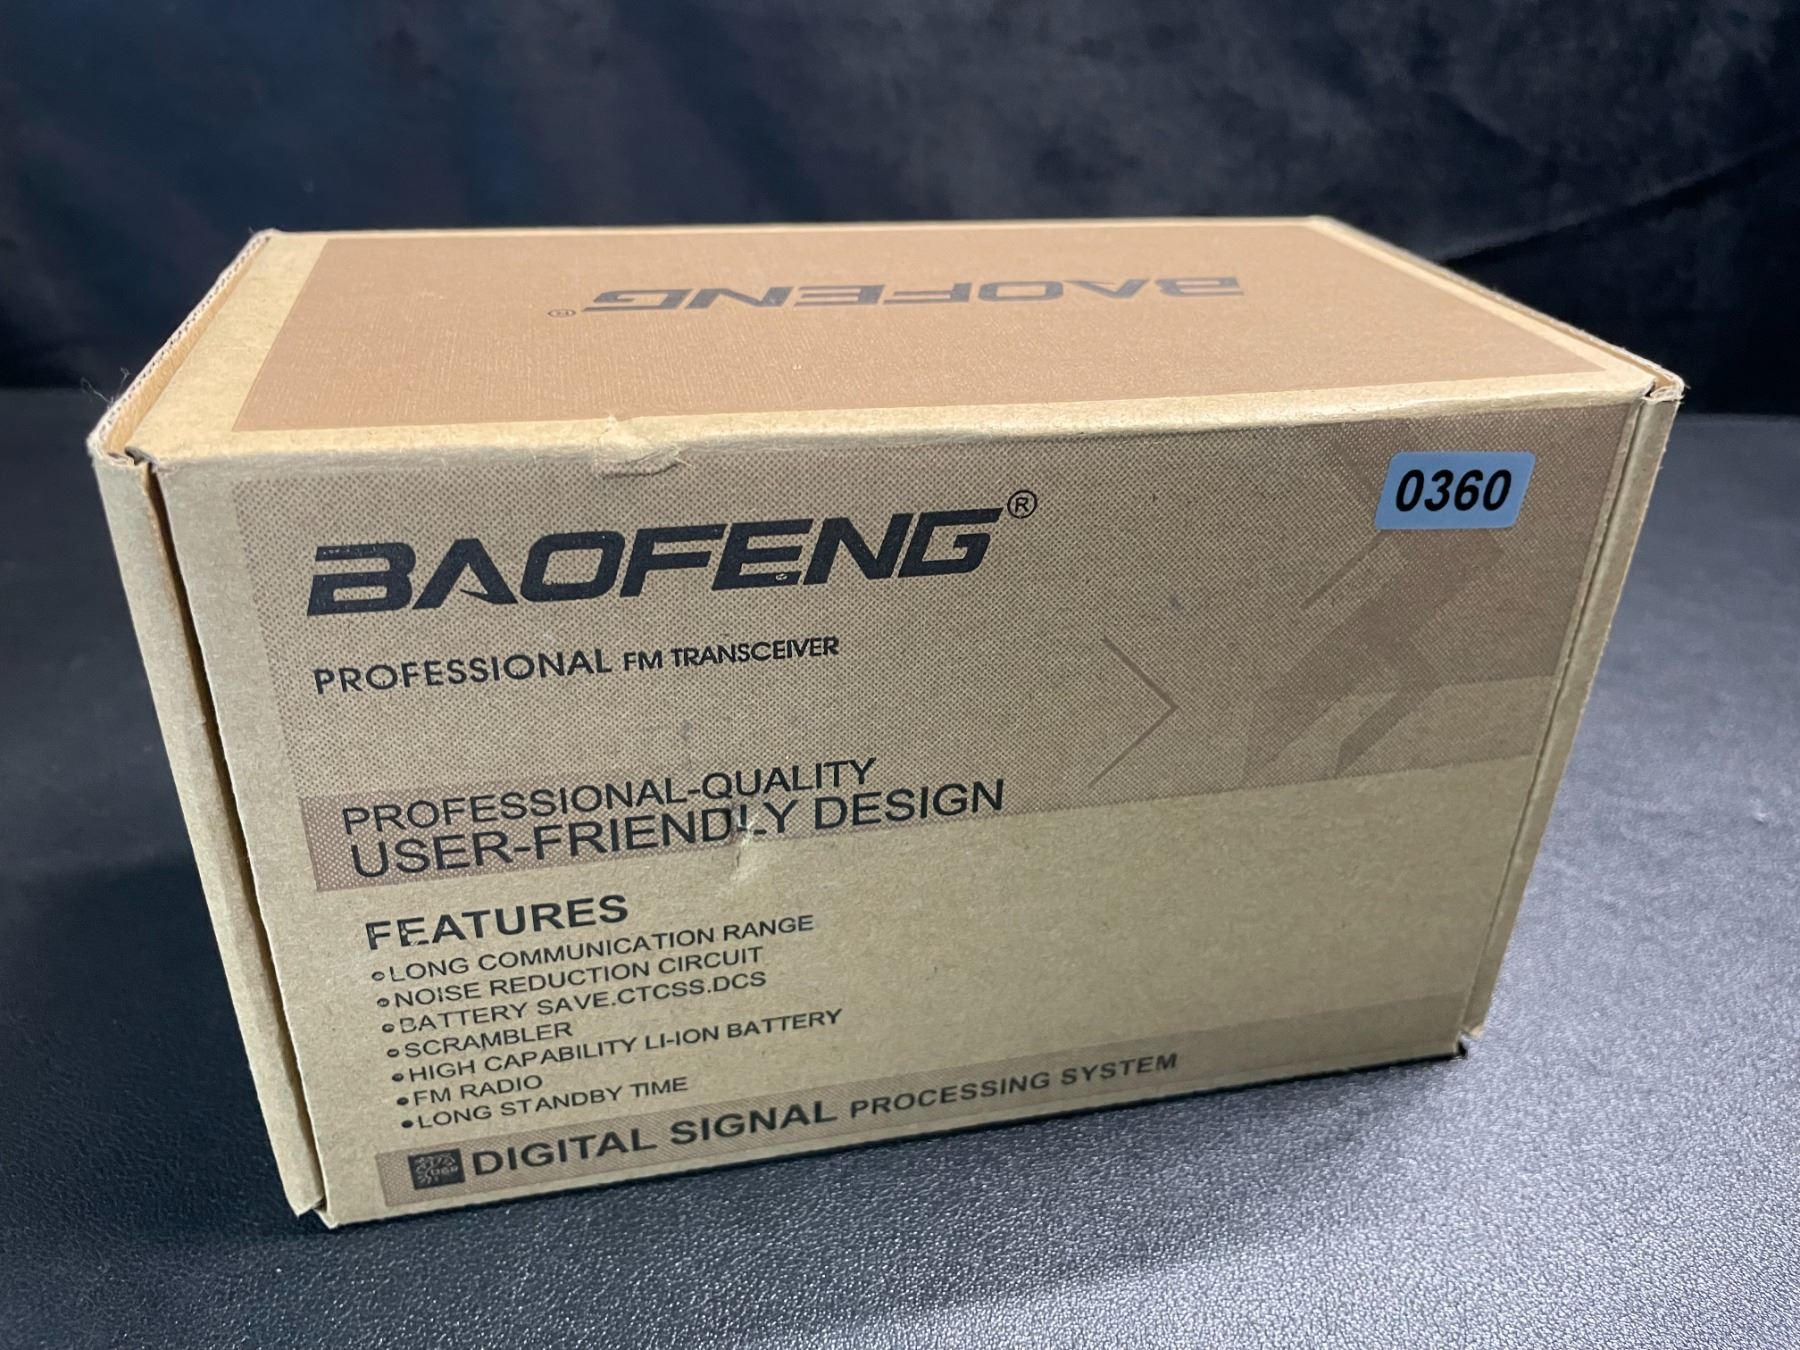 BAOFENG®
0360
BAOFENG®
PROFESSIONAL FM TRANSCEIVER
PROFESSIONAL-QUALITY
USER-FRIENDLY DESIGN
FEATURES
•LONG COMMUNICATION RANGE
•NOISE REDUCTION CIRCUIT
•BATTERY SAVE.CTCSS.DCS
•SCRAMBLER
•HIGH CAPABILITY LI-ION BATTERY
•FM RADIO
•LONG STANDBY TIME
DIGITAL SIGNAL PROCESSING SYSTEM